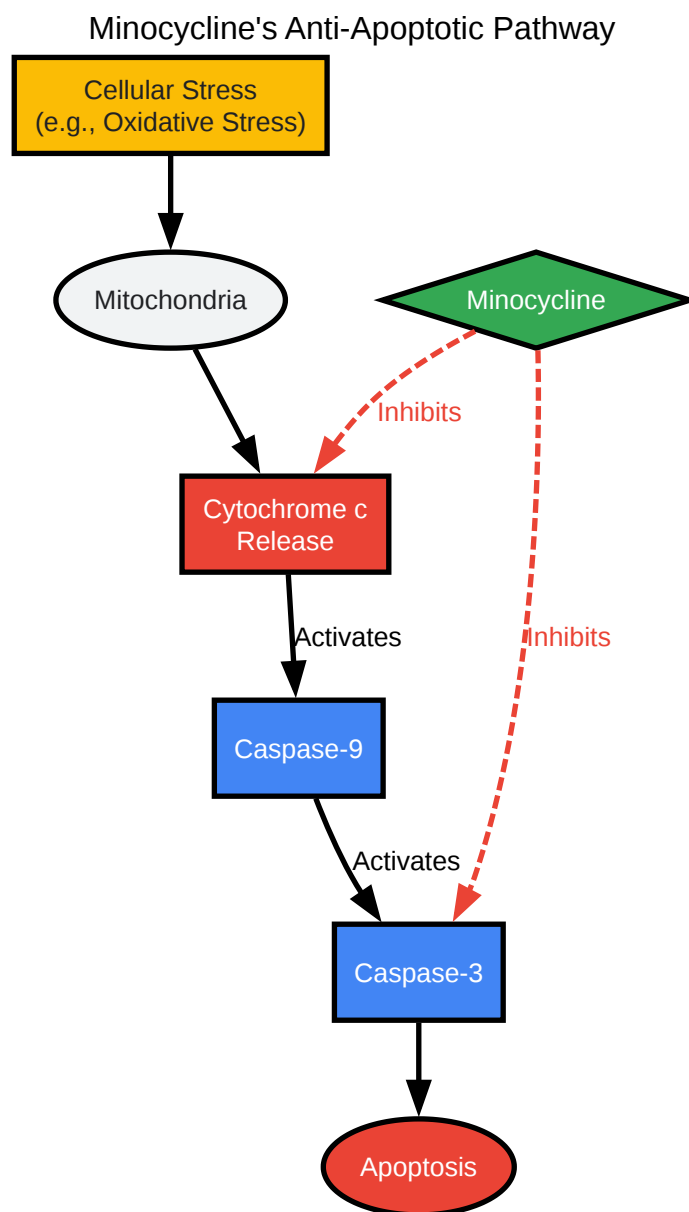 Minocycline's Anti-Apoptotic Pathway
Cellular Stress
(e.g., Oxidative Stress)
Mitochondria
Minocycline
Inhibits
Cytochrome c
Release
Activates
Inhibits
Caspase-9
Activates
Caspase-3
Apoptosis